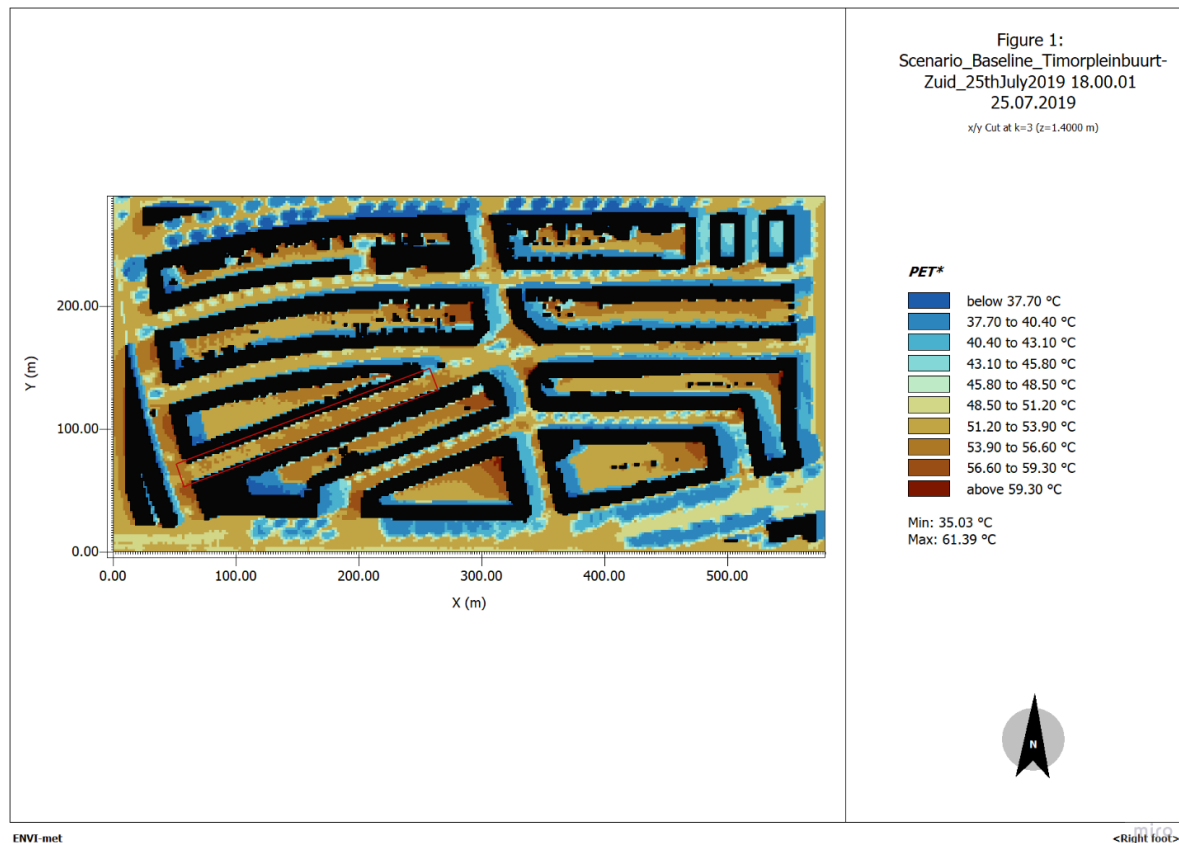 Figure 1:
Scenario_Baseline_Timorpleinbuurt-
Zuid_25thJuly2019 18.00.01
25.07.2019
x/y Cut at k=3 (z=1.4000 m)
200.00
100.00
0.00
Y (m)
0.00 100.00 200.00 300.00 400.00 500.00
X (m)
PET*
below 37.70 °C
37.70 to 40.40 °C
40.40 to 43.10 °C
43.10 to 45.80 °C
45.80 to 48.50 °C
48.50 to 51.20 °C
51.20 to 53.90 °C
53.90 to 56.60 °C
56.60 to 59.30 °C
above 59.30 °C
Min: 35.03 °C
Max: 61.39 °C
N
ENVI-met
miro
<Right foot>